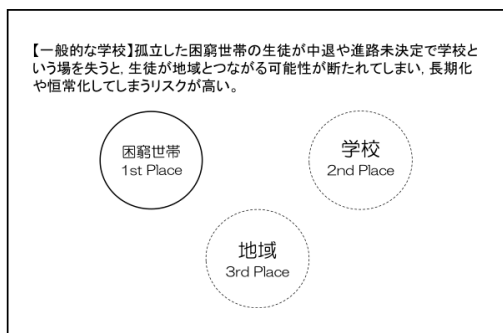 【一般的な学校】孤立した困窮世帯の生徒が中退や進路未決定で学校と
いう場を失うと,生徒が地域とつながる可能性が断たれてしまい,長期化
や恒常化してしまうリスクが高い。
困窮世帯
1st Place
学校
2nd Place
地域
3rd Place